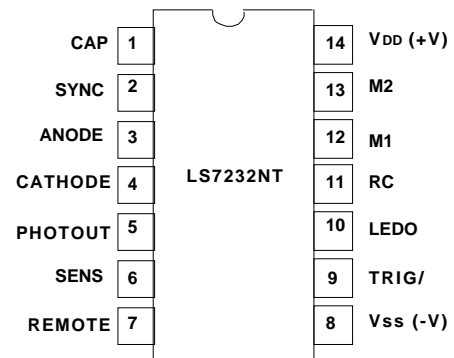 CAP 1 14 VDD (+V)
SYNC 2 13 M2
ANODE 3 12 M1
CATHODE 4 LS7232NT 11 RC
PHOTOUT 5 10 LEDO
SENS 6 9 TRIG/
REMOTE 7 8 Vss (-V)